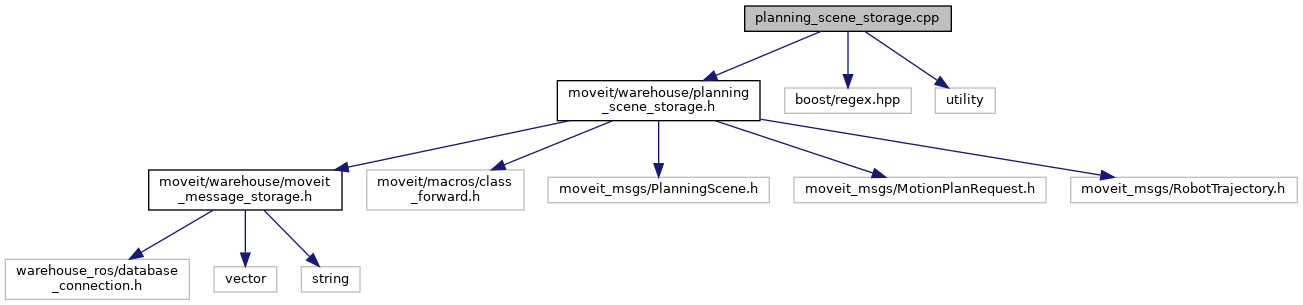 planning_scene_storage.cpp
moveit/warehouse/planning
_scene_storage.h
boost/regex.hpp
utility
moveit/warehouse/moveit
_message_storage.h
moveit/macros/class
_forward.h
moveit_msgs/PlanningScene.h
moveit_msgs/MotionPlanRequest.h
moveit_msgs/RobotTrajectory.h
warehouse_ros/database
_connection.h
vector
string